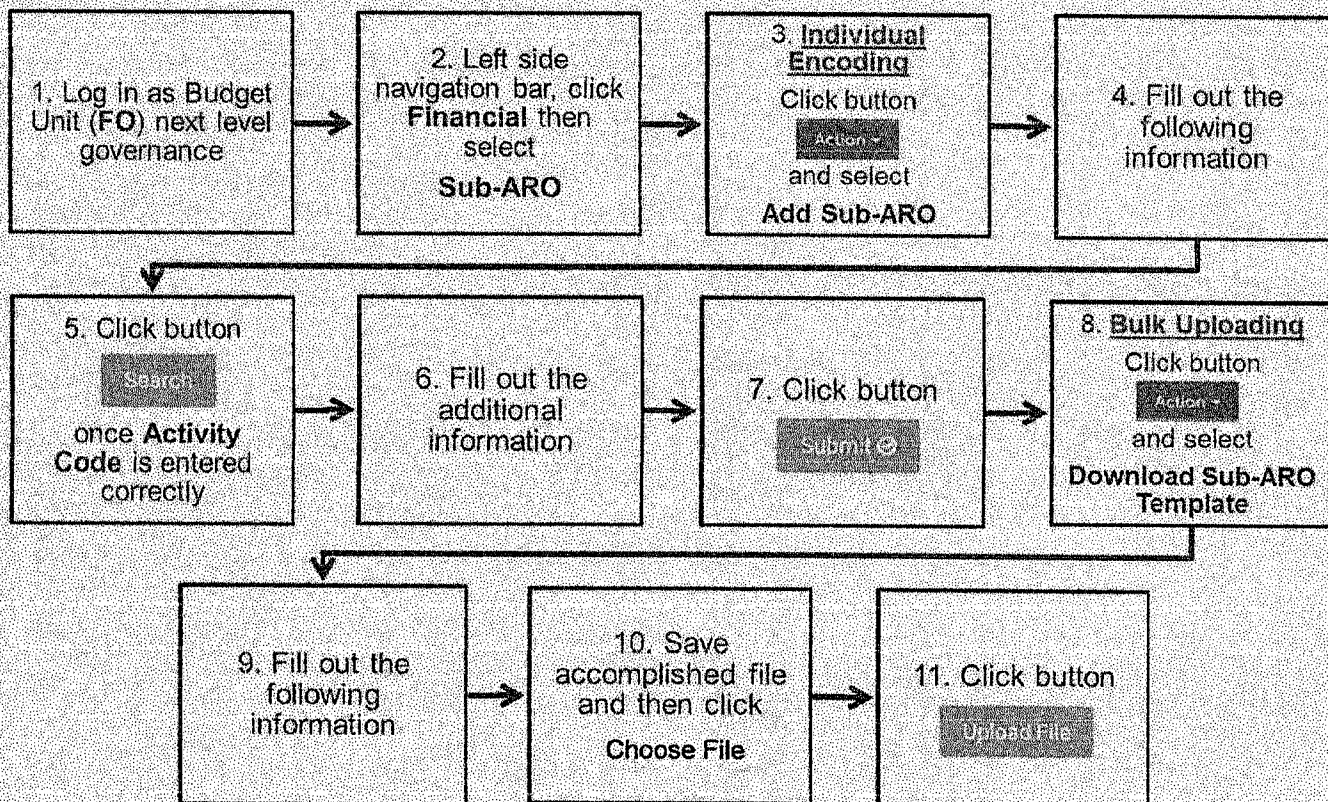 1. Log in as Budget
Unit (FO) next level
governance
2. Left side
navigation bar, click
Financial then
select
Sub-ARO
3. Individual
Encoding
Click button
Action
and select
Add Sub-ARO
4. Fill out the
following
information
5. Click button
Search
once Activity
Code is entered
correctly
6. Fill out the
additional
information
7. Click button
Submit
8. Bulk Uploading
Click button
Action
and select
Download Sub-ARO
Template
9. Fill out the
following
information
10. Save
accomplished file
and then click
Choose File
11. Click button
Upload File